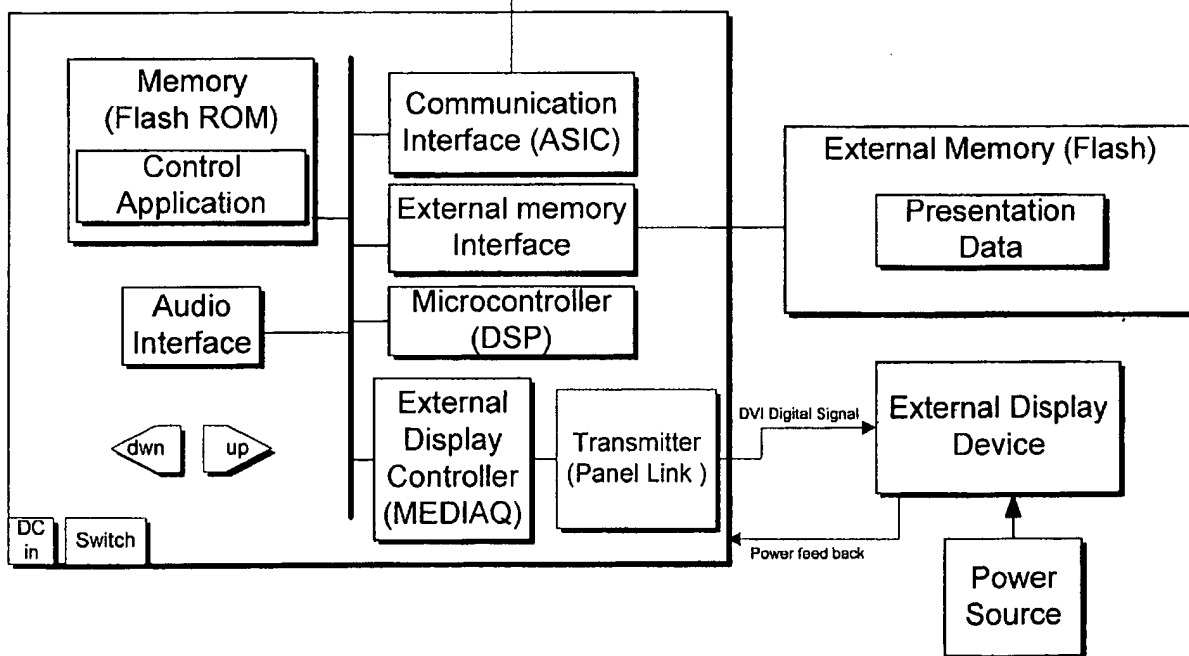 Memory
(Flash ROM)
Control
Application
Communication
Interface (ASIC)
External memory
Interface
External Memory (Flash)
Presentation
Data
Audio
Interface
Microcontroller
(DSP)
External
Display
Controller
(MEDIAQ)
Transmitter
(Panel Link )
DVI Digital Signal
External Display
Device
dwn
up
DC
in
Switch
Power feed back
Power
Source